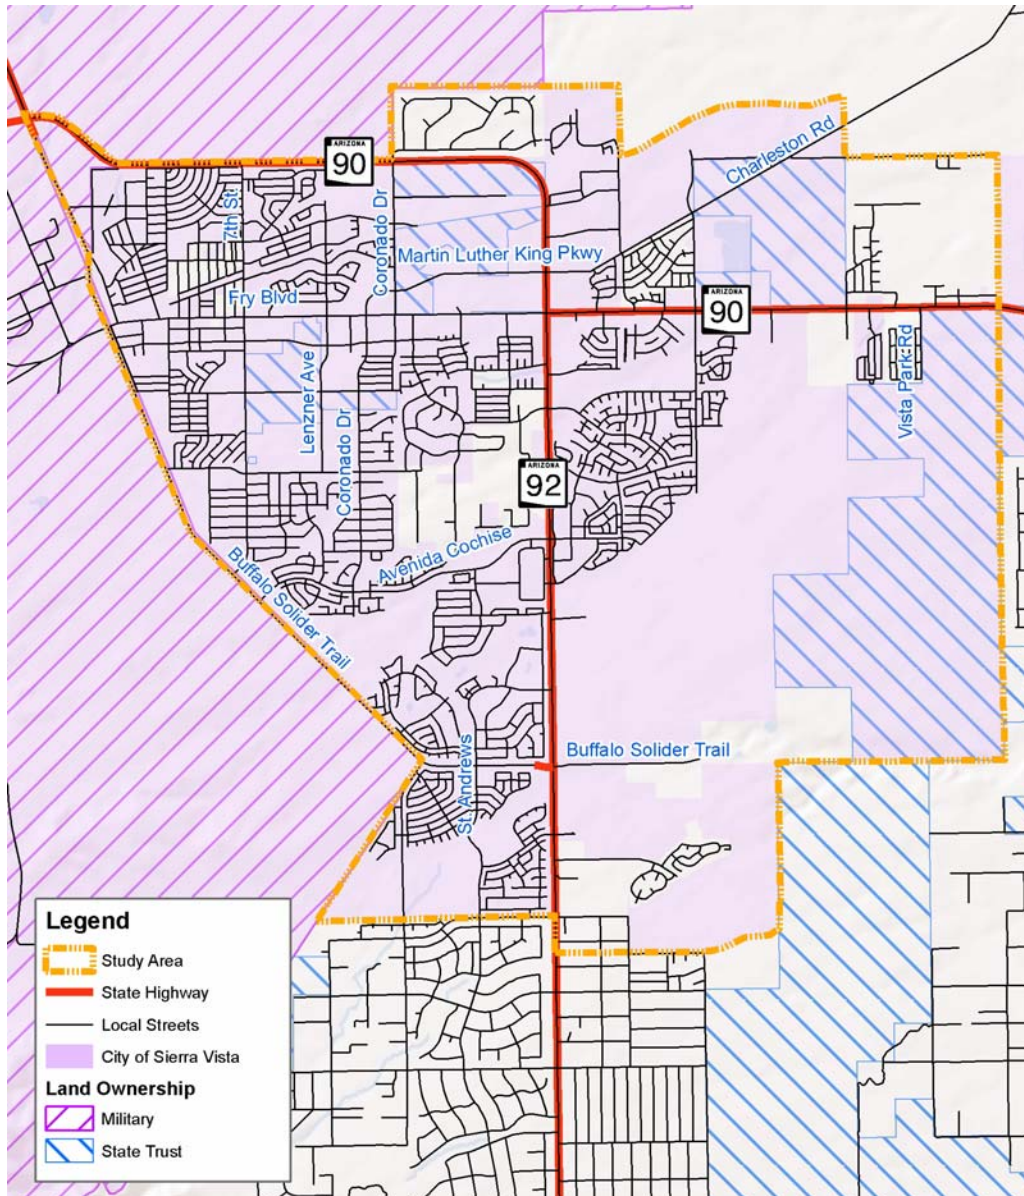 Charleston Rd
ARIZONA
90
7th St.
Coronado Dr
Martin Luther King Pkwy
Fry Blvd
ARIZONA
90
Lenzner Ave
Vista Park Rd
Coronado Dr
ARIZONA
92
Avenida Cochise
Buffalo Solider Trail
Buffalo Solider Trail
St. Andrews
Legend
Study Area
State Highway
Local Streets
City of Sierra Vista
Land Ownership
Military
State Trust